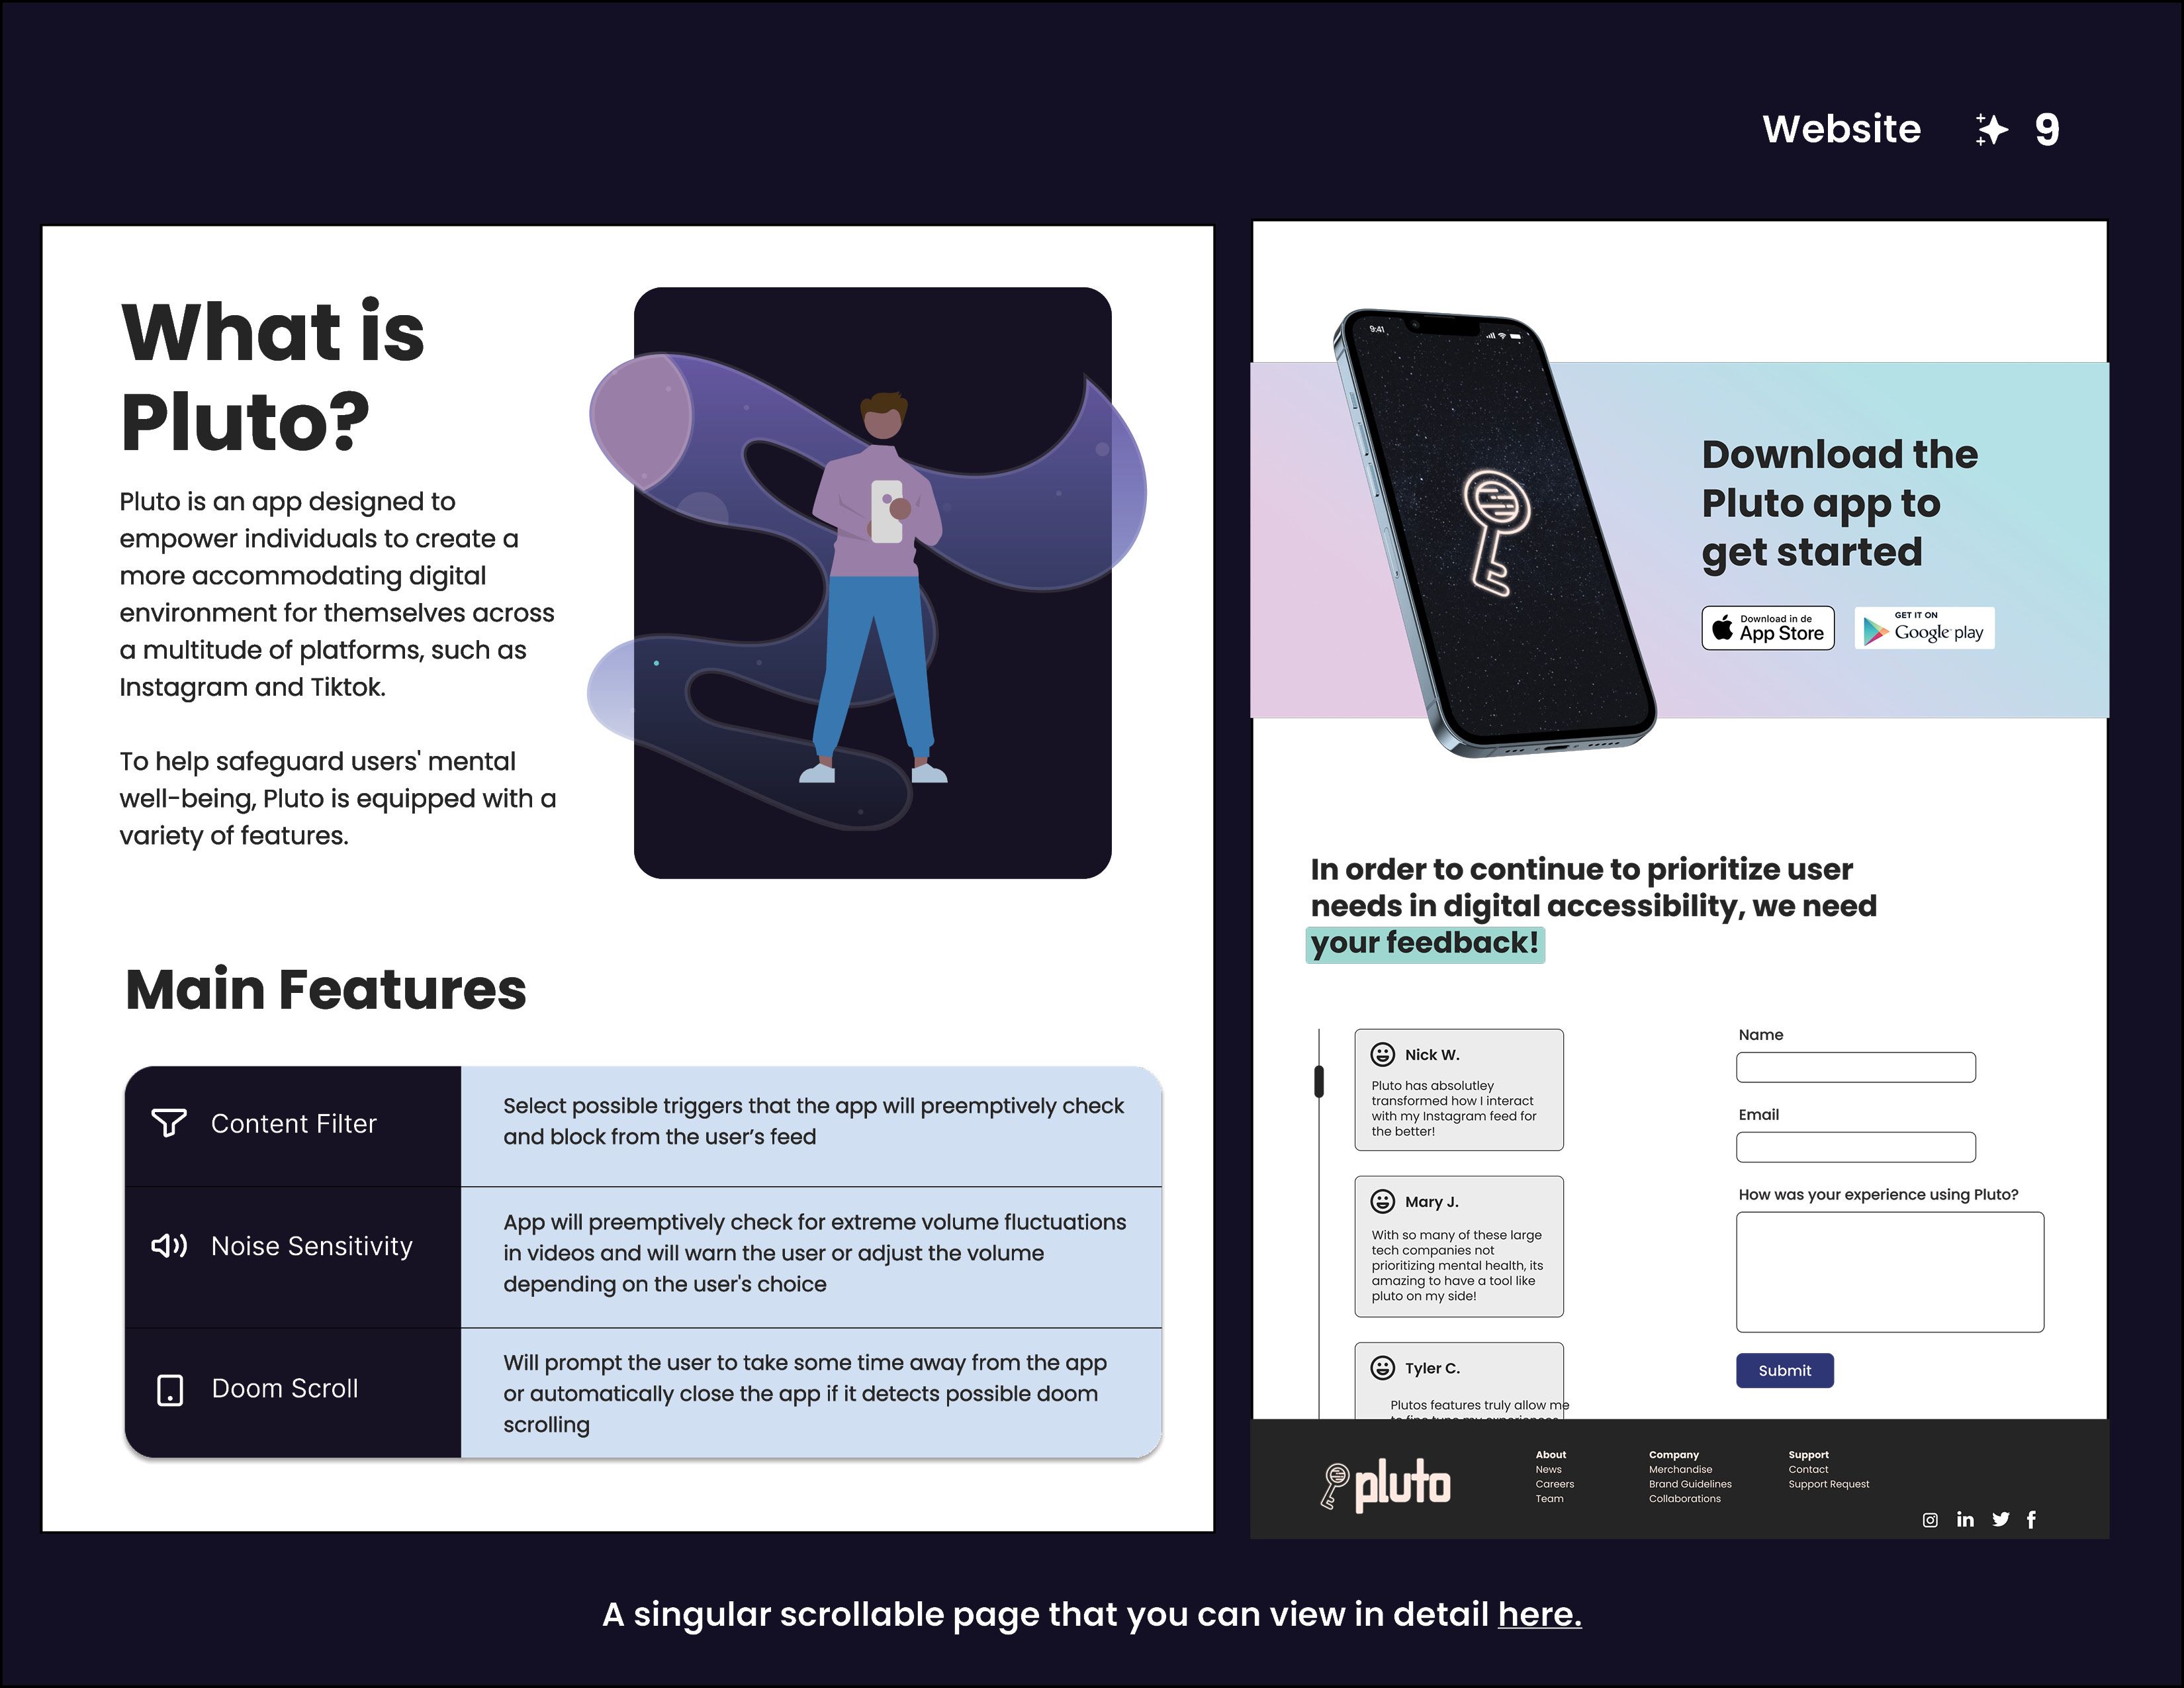 Website 9
What is
Pluto?
Pluto is an app designed to
empower individuals to create a
more accommodating digital
environment for themselves across
a multitude of platforms, such as
Instagram and Tiktok.
To help safeguard users' mental
well-being, Pluto is equipped with a
variety of features.
Main Features
Content Filter
Select possible triggers that the app will preemptively check
and block from the user’s feed
Noise Sensitivity
App will preemptively check for extreme volume fluctuations
in videos and will warn the user or adjust the volume
depending on the user's choice
Doom Scroll
Will prompt the user to take some time away from the app
or automatically close the app if it detects possible doom
scrolling
9:41
Download the
Pluto app to
get started
Download in de
App Store
GET IT ON
Google play
In order to continue to prioritize user
needs in digital accessibility, we need
your feedback!
Nick W.
Pluto has absolutley
transformed how I interact
with my Instagram feed for
the better!
Mary J.
With so many of these large
tech companies not
prioritizing mental health, its
amazing to have a tool like
pluto on my side!
Tyler C.
Plutos features truly allow me
to fine tune my experiences
Name
Email
How was your experience using Pluto?
Submit
pluto
About
News
Careers
Team
Company
Merchandise
Brand Guidelines
Collaborations
Support
Contact
Support Request
A singular scrollable page that you can view in detail here.